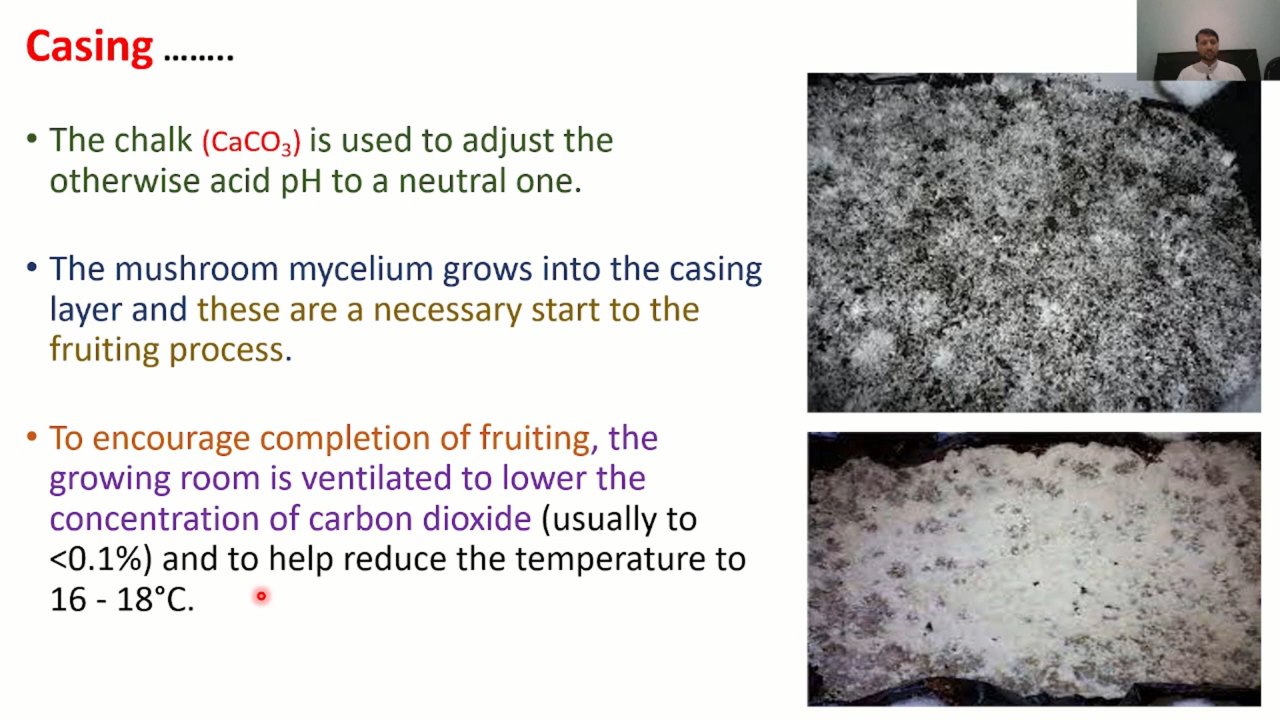 Casing ........
• The chalk (CaCO₃) is used to adjust the
otherwise acid pH to a neutral one.
• The mushroom mycelium grows into the casing
layer and these are a necessary start to the
fruiting process.
• To encourage completion of fruiting, the
growing room is ventilated to lower the
concentration of carbon dioxide (usually to
<0.1%) and to help reduce the temperature to
16 - 18°C.